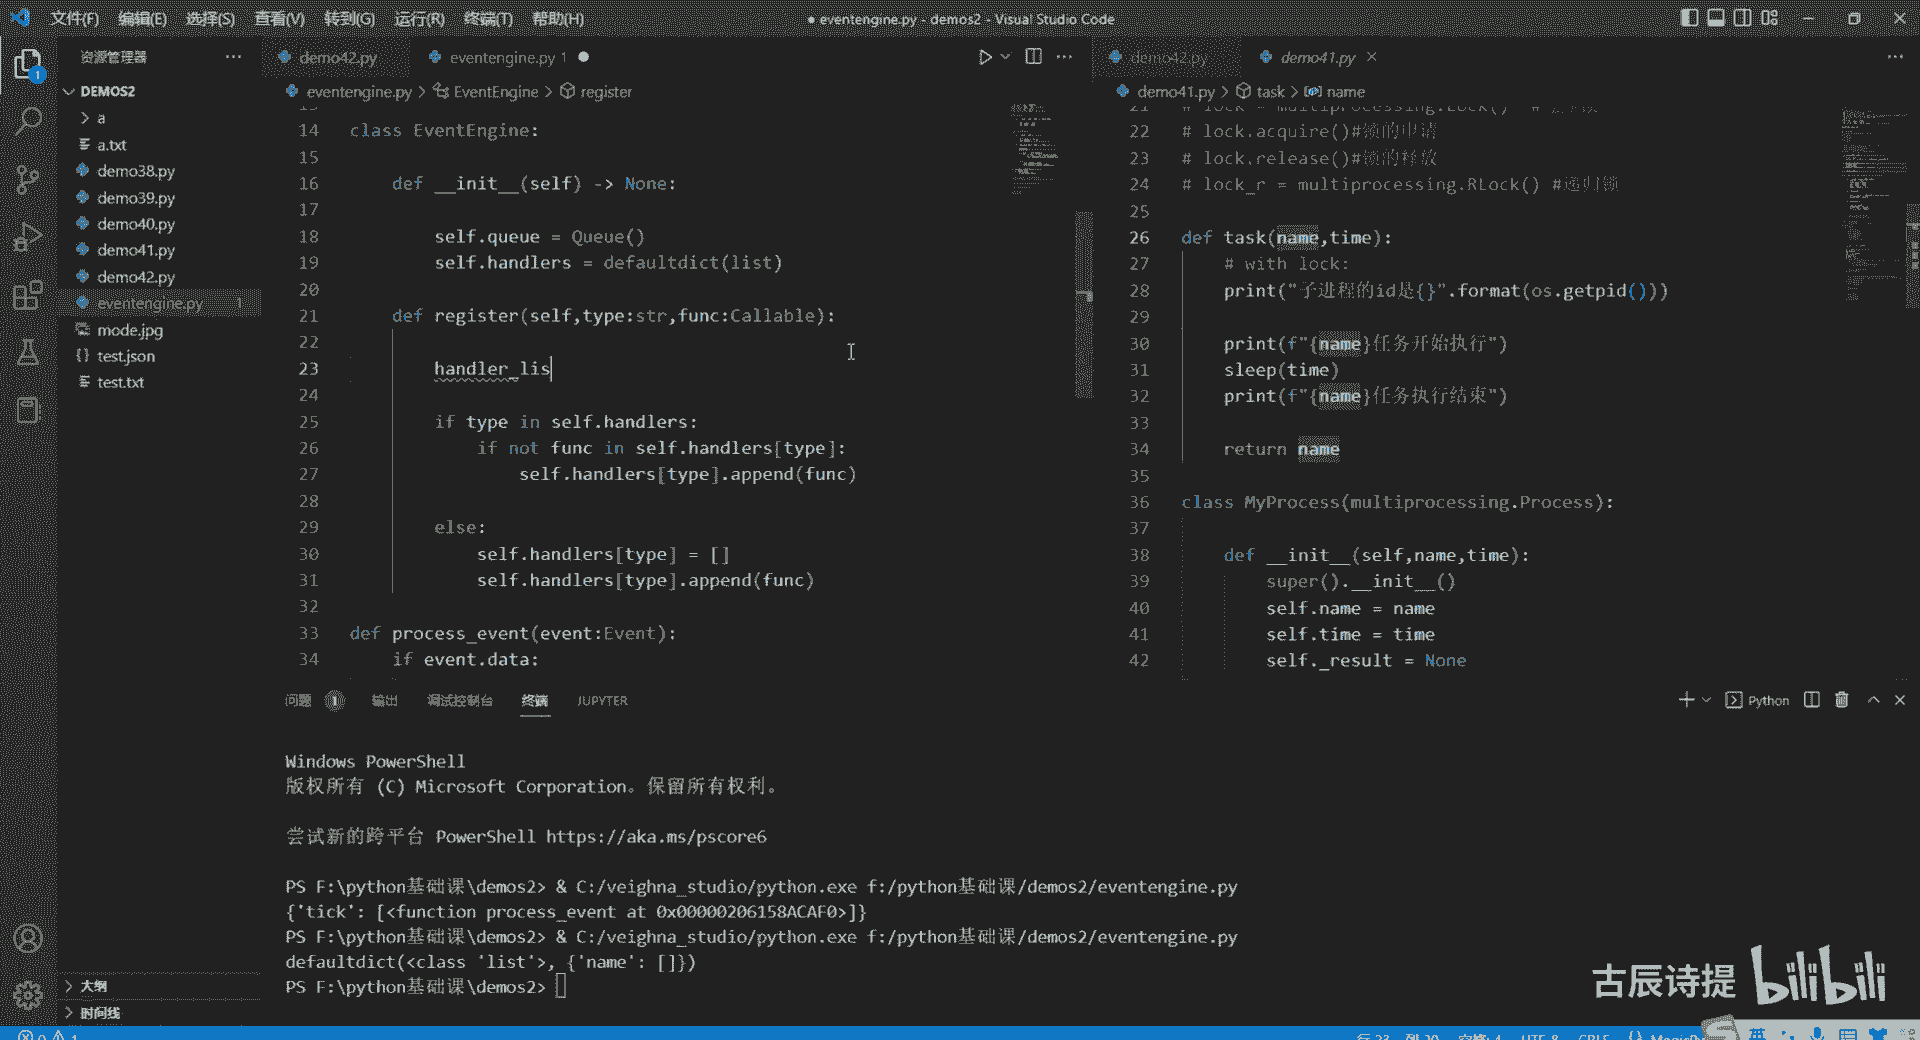 文件(F) 编辑(E) 选择(S) 查看(V) 转到(G) 运行(R) 终端(T) 帮助(H)
● eventengine.py - demos2 - Visual Studio Code
资源管理器
DEMOS2
a
a.txt
demo38.py
demo39.py
demo40.py
demo41.py
demo42.py
eventengine.py 1
mode.jpg
test.json
test.txt
大纲
时间线
demo42.py
eventengine.py 1
eventengine.py > EventEngine > register
14 class EventEngine:
15
16 def __init__(self) -> None:
17
18 self.queue = Queue()
19 self.handlers = defaultdict(list)
20
21 def register(self,type:str,func:Callable):
22
23 handler_lis
24
25 if type in self.handlers:
26 if not func in self.handlers[type]:
27 self.handlers[type].append(func)
28
29 else:
30 self.handlers[type] = []
31 self.handlers[type].append(func)
32
33 def process_event(event:Event):
34 if event.data:
demo42.py
demo41.py
demo41.py > task > name
22 # lock.acquire()#锁的申请
23 # lock.release()#锁的释放
24 # lock_r = multiprocessing.RLock() #递归锁
25
26 def task(name,time):
27 # with lock:
28 print("子进程的id是{}".format(os.getpid()))
29
30 print(f"{name}任务开始执行")
31 sleep(time)
32 print(f"{name}任务执行结束")
33
34 return name
35
36 class MyProcess(multiprocessing.Process):
37
38 def __init__(self,name,time):
39 super().__init__()
40 self.name = name
41 self.time = time
42 self._result = None
问题 1 输出 调试控制台 终端 JUPYTER
Python
Windows PowerShell
版权所有 (C) Microsoft Corporation。保留所有权利。
尝试新的跨平台 PowerShell https://aka.ms/pscore6
PS F:\python基础课\demos2> & C:/veighna_studio/python.exe f:/python基础课/demos2/eventengine.py
{'tick': [<function process_event at 0x00000206158ACAF0>]}
PS F:\python基础课\demos2> & C:/veighna_studio/python.exe f:/python基础课/demos2/eventengine.py
defaultdict(<class 'list'>, {'name': []})
PS F:\python基础课\demos2>
古辰诗提 bilibili